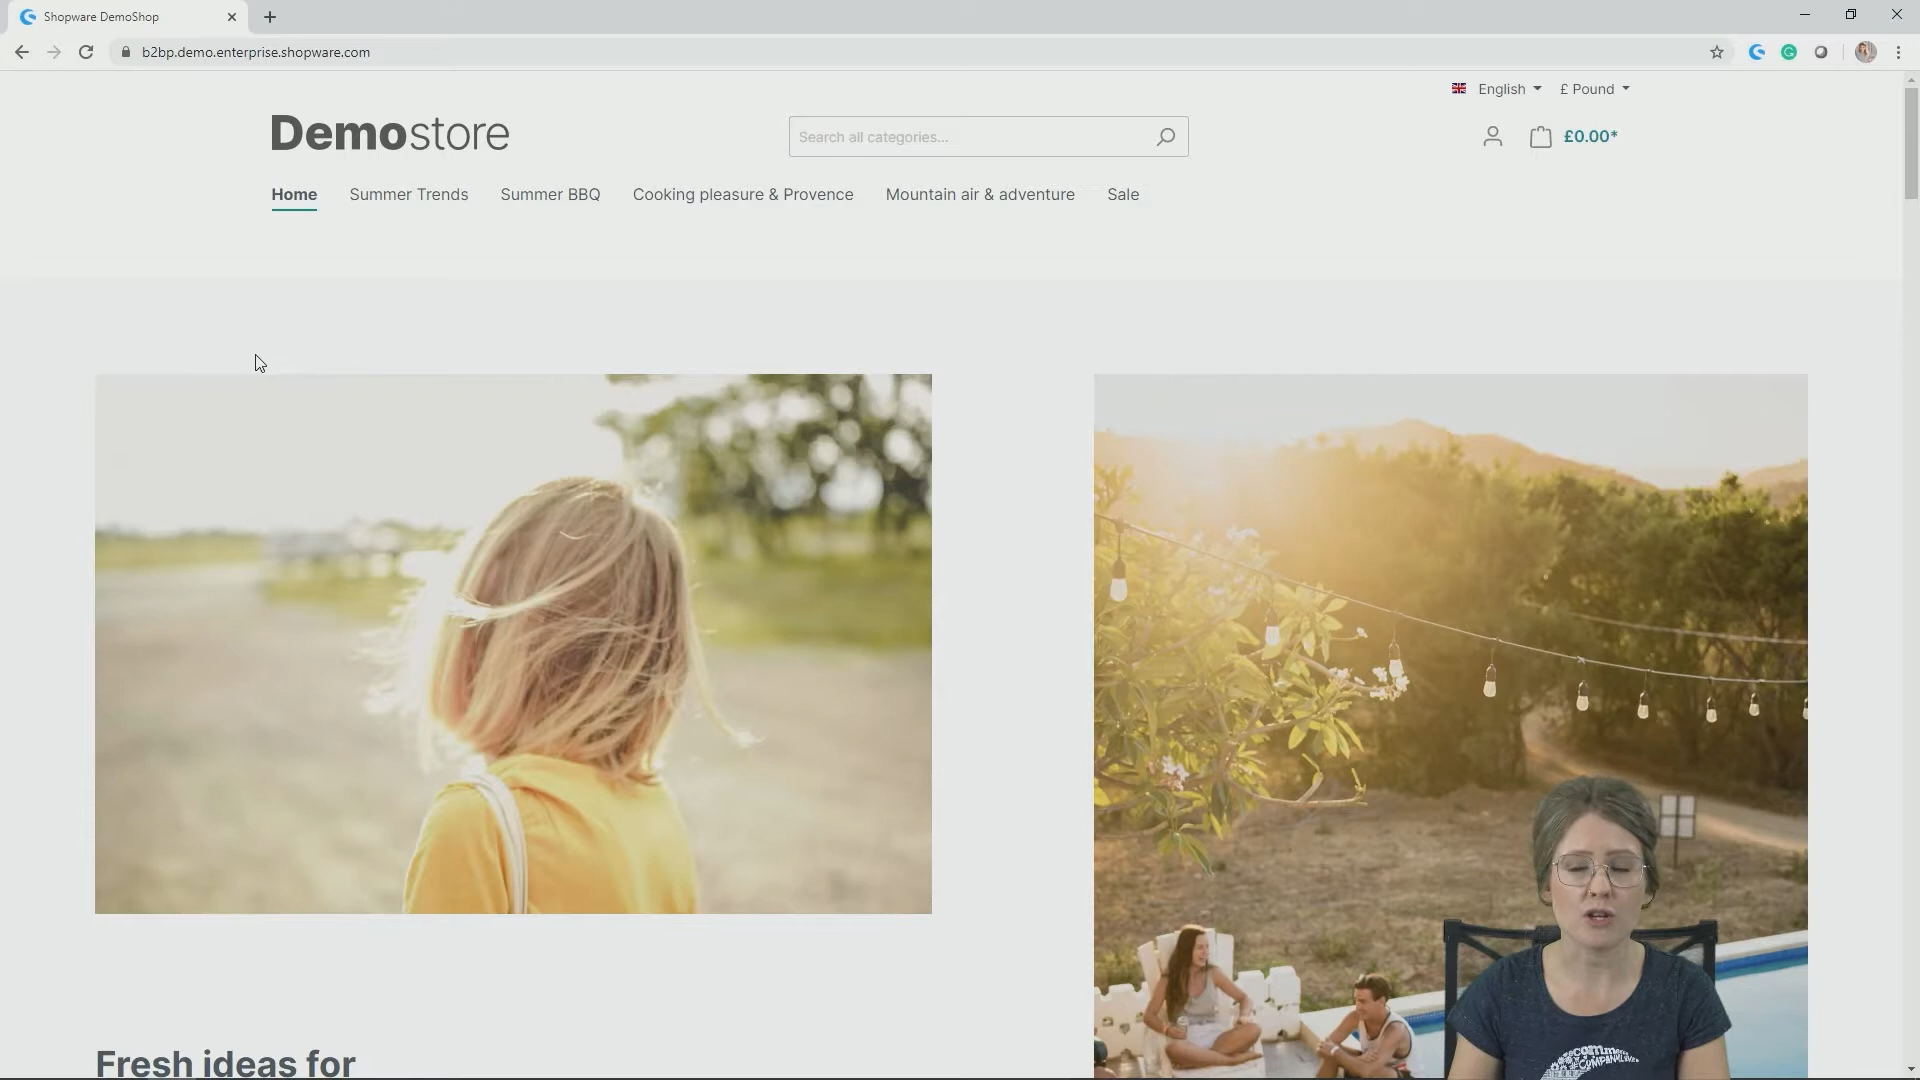 Shopware DemoShop
b2bp.demo.enterprise.shopware.com
English £ Pound
Demostore
Search all categories...
£0.00*
Home Summer Trends Summer BBQ Cooking pleasure & Provence Mountain air & adventure Sale
Fresh ideas for